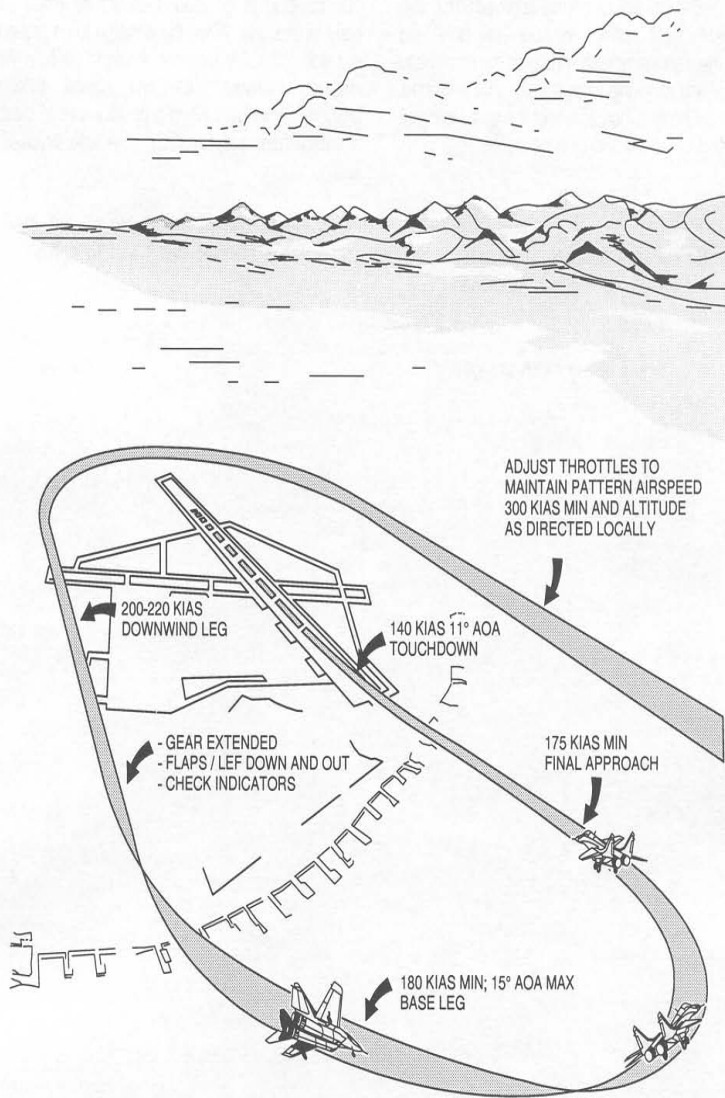 ADJUST THROTTLES TO
MAINTAIN PATTERN AIRSPEED
300 KIAS MIN AND ALTITUDE
AS DIRECTED LOCALLY
200-220 KIAS
DOWNWIND LEG
140 KIAS 11° AOA
TOUCHDOWN
- GEAR EXTENDED
- FLAPS / LEF DOWN AND OUT
- CHECK INDICATORS
175 KIAS MIN
FINAL APPROACH
180 KIAS MIN; 15° AOA MAX
BASE LEG